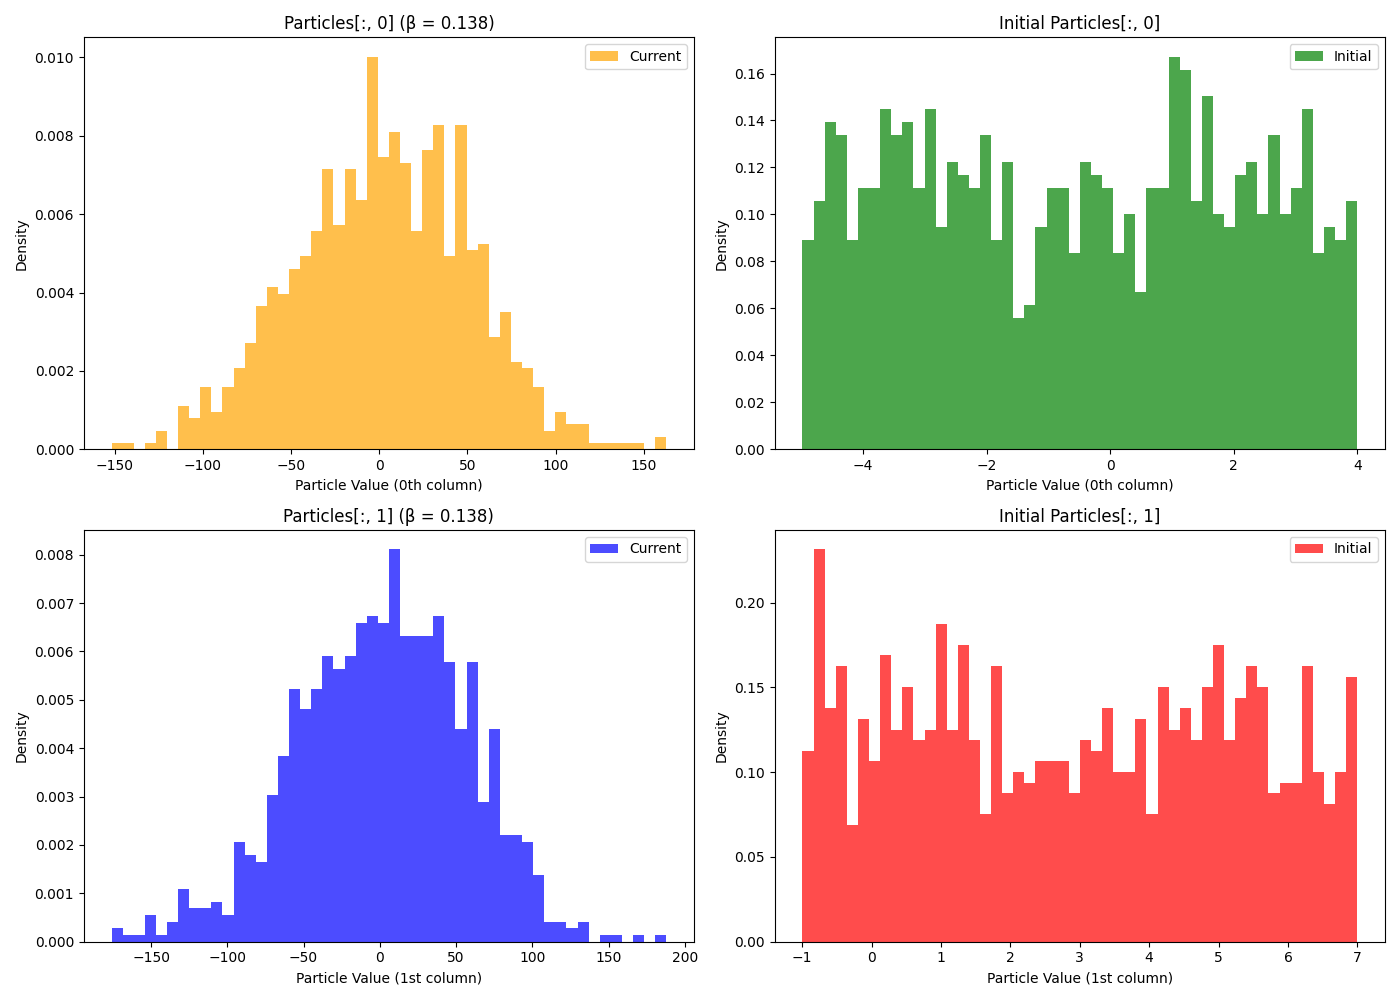 Particles[:, 0] (β = 0.138)
Current
Density
0.010
0.008
0.006
0.004
0.002
0.000
−150 −100 −50 0 50 100 150
Particle Value (0th column)
Initial Particles[:, 0]
Initial
Density
0.16
0.14
0.12
0.10
0.08
0.06
0.04
0.02
0.00
−4 −2 0 2 4
Particle Value (0th column)
Particles[:, 1] (β = 0.138)
Current
Density
0.008
0.007
0.006
0.005
0.004
0.003
0.002
0.001
0.000
−150 −100 −50 0 50 100 150 200
Particle Value (1st column)
Initial Particles[:, 1]
Initial
Density
0.20
0.15
0.10
0.05
0.00
−1 0 1 2 3 4 5 6 7
Particle Value (1st column)